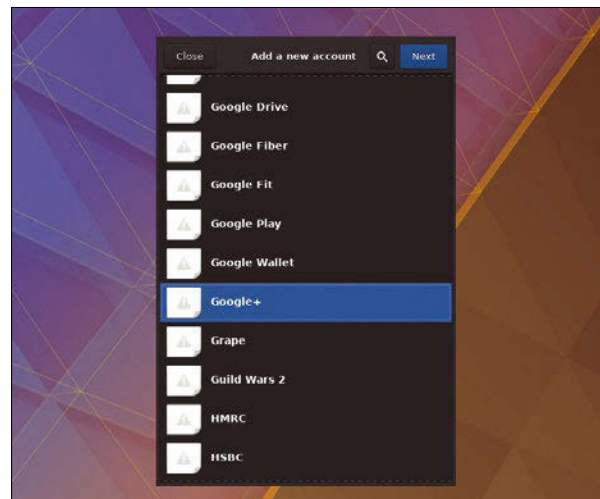 Close Add a new account Next
Google Drive
Google Fiber
Google Fit
Google Play
Google Wallet
Google+
Grape
Guild Wars 2
HMRC
HSBC